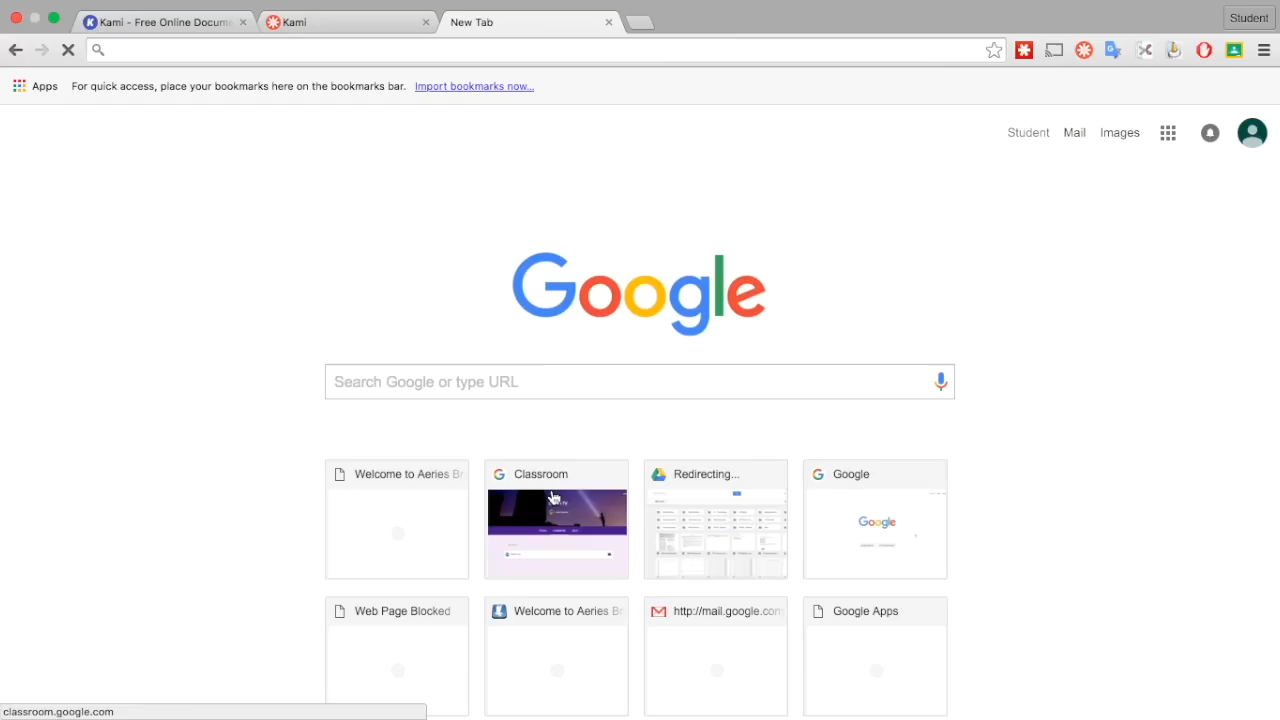 Kami - Free Online Docume
Kami
New Tab
Student
Apps
For quick access, place your bookmarks here on the bookmarks bar.
Import bookmarks now...
Student
Mail
Images
Google
Search Google or type URL
Welcome to Aeries Br
Classroom
Redirecting...
Google
Google
Web Page Blocked
Welcome to Aeries Br
http://mail.google.com
Google Apps
classroom.google.com